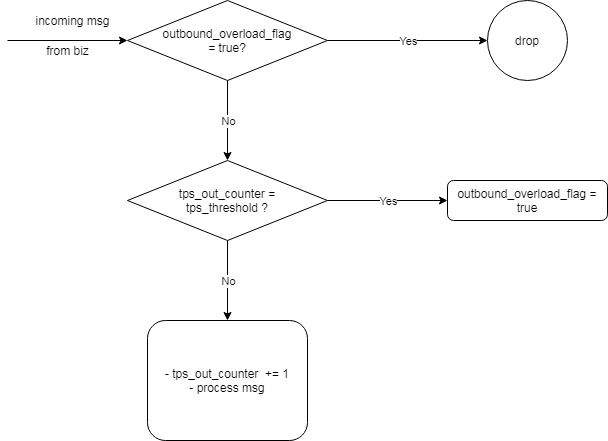 incoming msg
from biz
outbound_overload_flag
= true?
Yes
drop
No
tps_out_counter =
tps_threshold ?
Yes
outbound_overload_flag =
true
No
- tps_out_counter += 1
- process msg